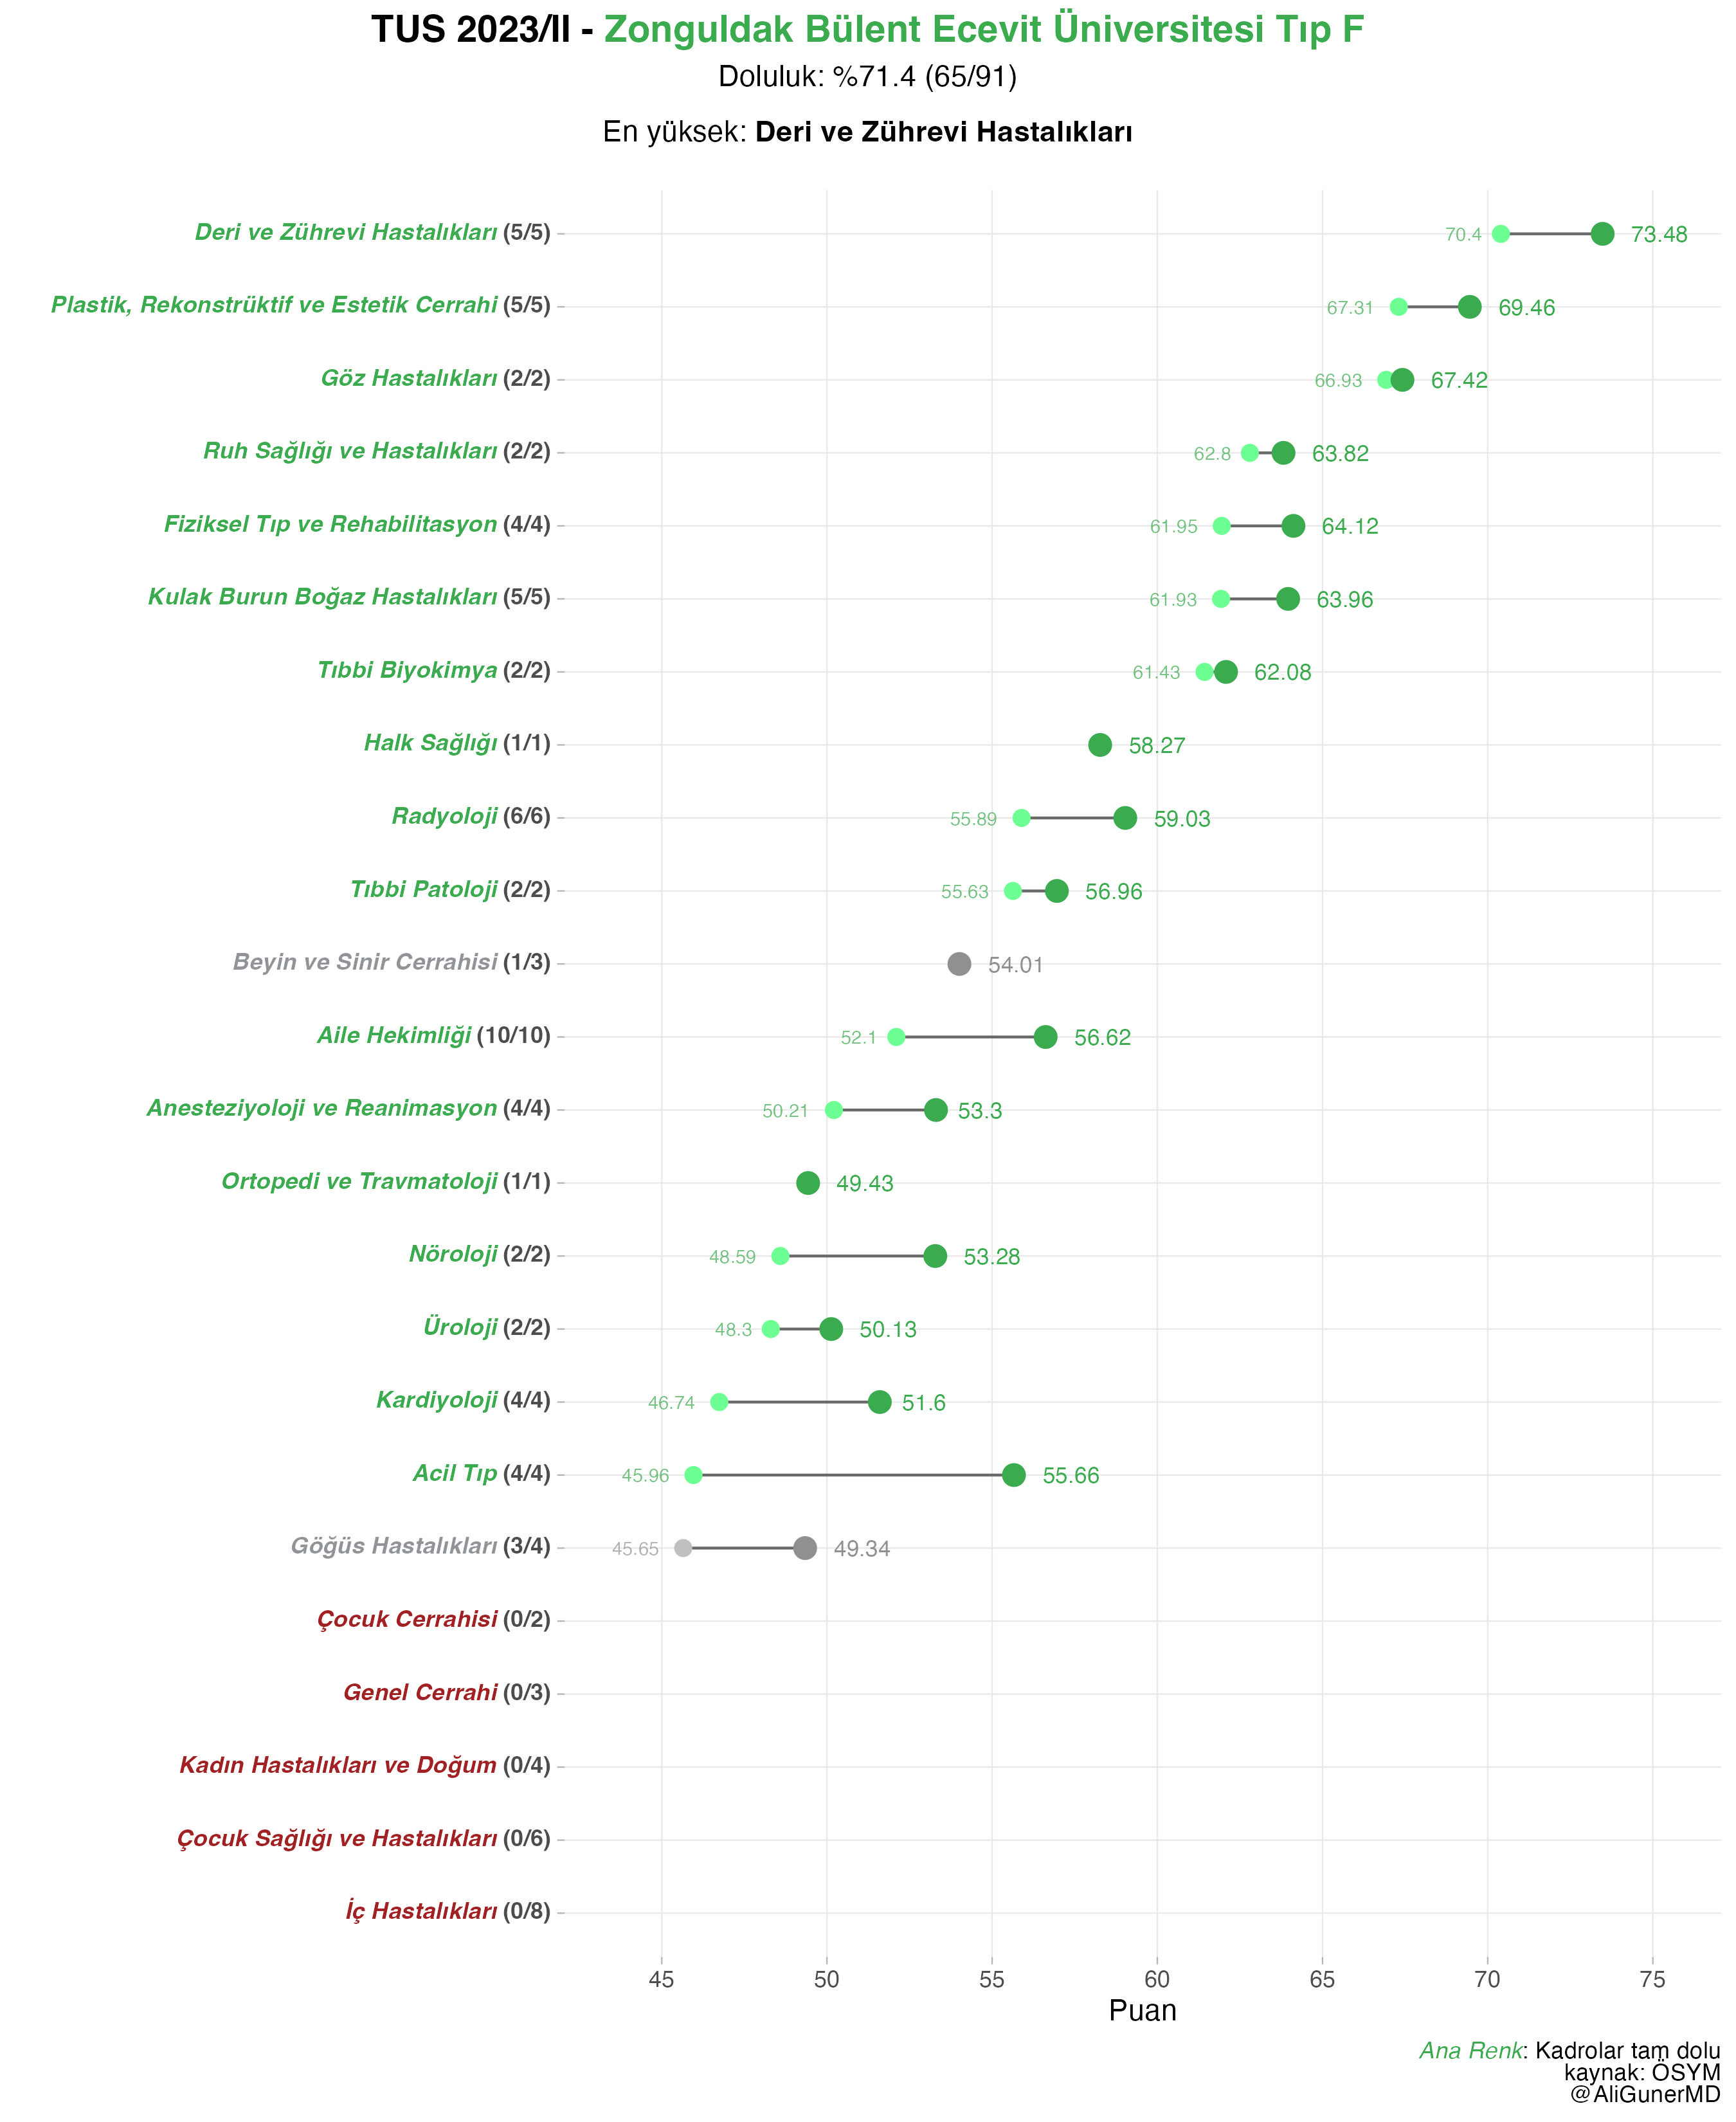 TUS 2023/II - Zonguldak Bülent Ecevit Üniversitesi Tıp F
Doluluk: %71.4 (65/91)
En yüksek: Deri ve Zührevi Hastalıkları
Deri ve Zührevi Hastalıkları (5/5) 70.4 73.48
Plastik, Rekonstrüktif ve Estetik Cerrahi (5/5) 67.31 69.46
Göz Hastalıkları (2/2) 66.93 67.42
Ruh Sağlığı ve Hastalıkları (2/2) 62.8 63.82
Fiziksel Tıp ve Rehabilitasyon (4/4) 61.95 64.12
Kulak Burun Boğaz Hastalıkları (5/5) 61.93 63.96
Tıbbi Biyokimya (2/2) 61.43 62.08
Halk Sağlığı (1/1) 58.27
Radyoloji (6/6) 55.89 59.03
Tıbbi Patoloji (2/2) 55.63 56.96
Beyin ve Sinir Cerrahisi (1/3) 54.01
Aile Hekimliği (10/10) 52.1 56.62
Anesteziyoloji ve Reanimasyon (4/4) 50.21 53.3
Ortopedi ve Travmatoloji (1/1) 49.43
Nöroloji (2/2) 48.59 53.28
Üroloji (2/2) 48.3 50.13
Kardiyoloji (4/4) 46.74 51.6
Acil Tıp (4/4) 45.96 55.66
Göğüs Hastalıkları (3/4) 45.65 49.34
Çocuk Cerrahisi (0/2)
Genel Cerrahi (0/3)
Kadın Hastalıkları ve Doğum (0/4)
Çocuk Sağlığı ve Hastalıkları (0/6)
İç Hastalıkları (0/8)
45 50 55 60 65 70 75
Puan
Ana Renk: Kadrolar tam dolu
kaynak: ÖSYM
@AliGunerMD